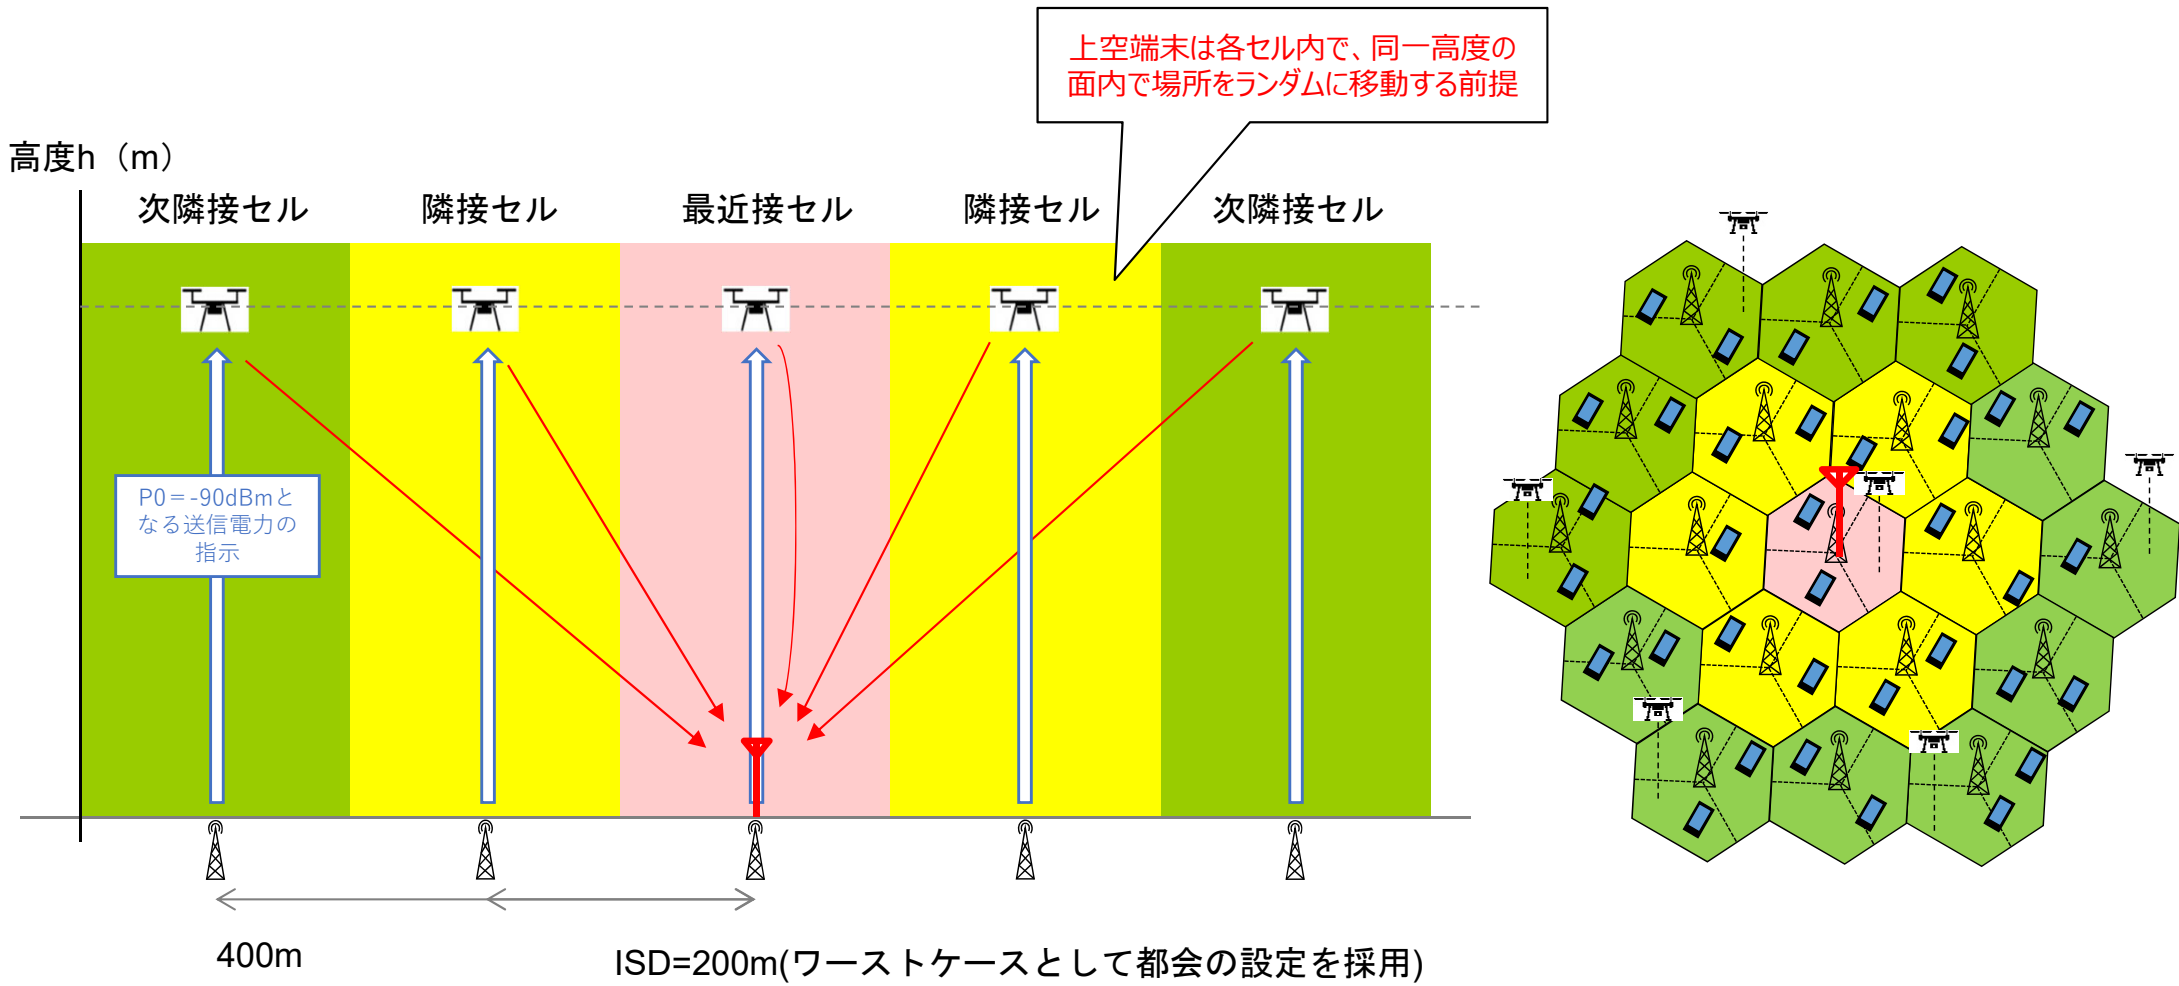 上空端末は各セル内で、同一高度の
面内で場所をランダムに移動する前提
高度h（m）
次隣接セル
隣接セル
最近接セル
隣接セル
次隣接セル
P0＝-90dBmと
なる送信電力の
指示
400m
ISD=200m(ワーストケースとして都会の設定を採用)